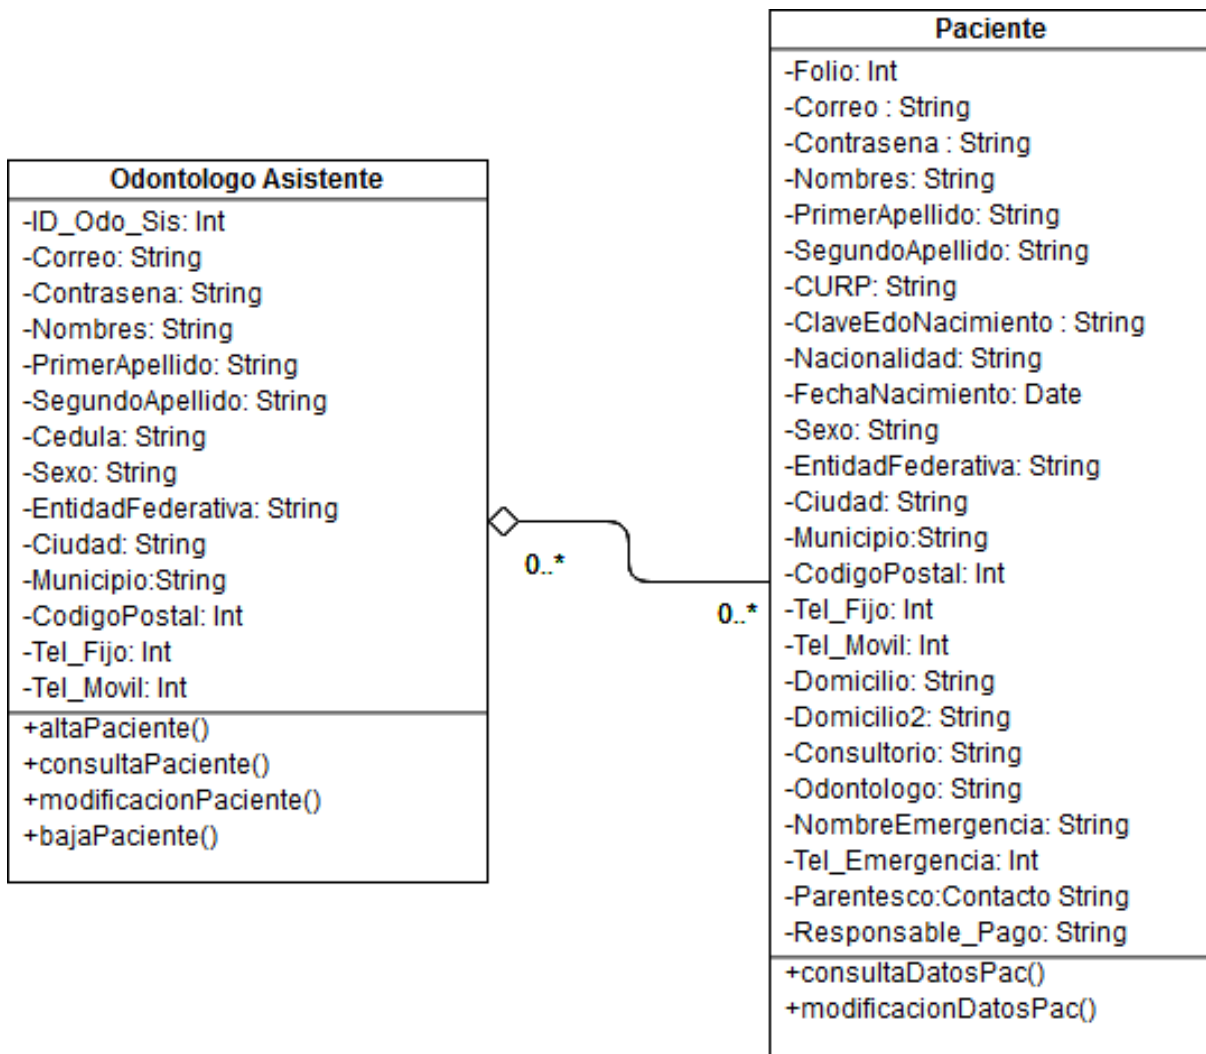 Odontologo Asistente
-ID_Odo_Sis: Int
-Correo: String
-Contrasena: String
-Nombres: String
-PrimerApellido: String
-SegundoApellido: String
-Cedula: String
-Sexo: String
-EntidadFederativa: String
-Ciudad: String
-Municipio:String
-CodigoPostal: Int
-Tel_Fijo: Int
-Tel_Movil: Int
+altaPaciente()
+consultaPaciente()
+modificacionPaciente()
+bajaPaciente()
0..*
0..*
Paciente
-Folio: Int
-Correo : String
-Contrasena : String
-Nombres: String
-PrimerApellido: String
-SegundoApellido: String
-CURP: String
-ClaveEdoNacimiento : String
-Nacionalidad: String
-FechaNacimiento: Date
-Sexo: String
-EntidadFederativa: String
-Ciudad: String
-Municipio:String
-CodigoPostal: Int
-Tel_Fijo: Int
-Tel_Movil: Int
-Domicilio: String
-Domicilio2: String
-Consultorio: String
-Odontologo: String
-NombreEmergencia: String
-Tel_Emergencia: Int
-Parentesco:Contacto String
-Responsable_Pago: String
+consultaDatosPac()
+modificacionDatosPac()